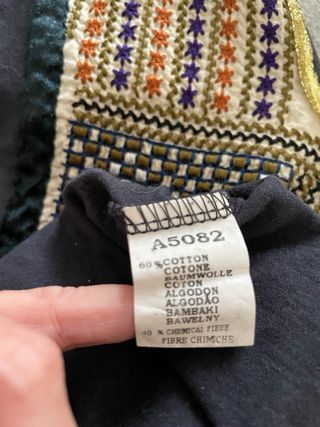 A5082
60% COTTON
COTONE
BAUMWOLLE
COTON
ALGODON
ALGODÃO
BAMBAKI
BAWELNY
40 % CHEMICAL FIBRE
FIBRE CHIMICHE